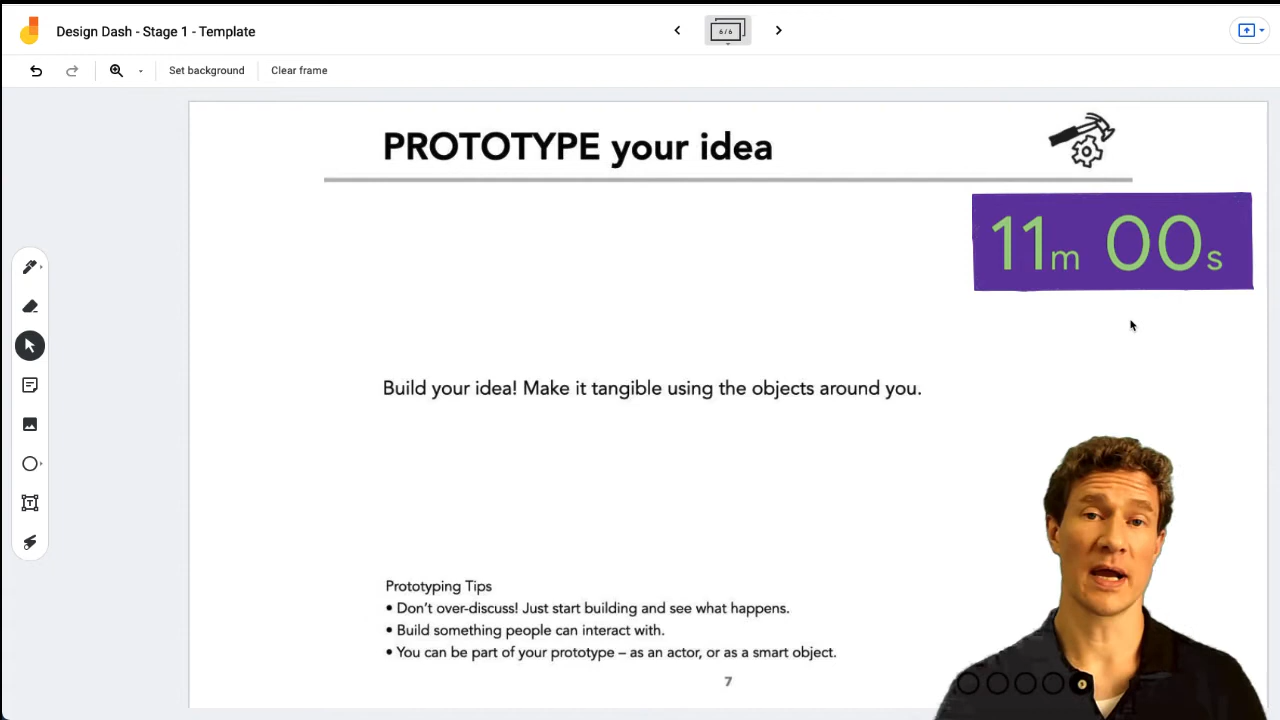 Design Dash - Stage 1 - Template
6/6
Set background
Clear frame
PROTOTYPE your idea
11m 00s
Build your idea! Make it tangible using the objects around you.
Prototyping Tips
• Don't over-discuss! Just start building and see what happens.
• Build something people can interact with.
• You can be part of your prototype – as an actor, or as a smart object.
7